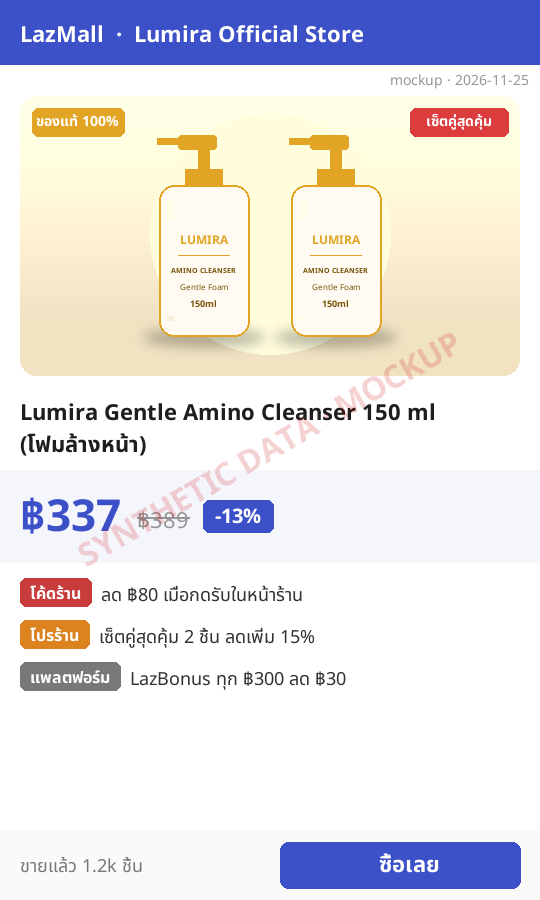 LazMall · Lumira Official Store
mockup · 2026-11-25
ของแท้ 100%
เซ็ตคู่สุดคุ้ม
LUMIRA
AMINO CLEANSER
Gentle Foam
150ml
LUMIRA
AMINO CLEANSER
Gentle Foam
150ml
Lumira Gentle Amino Cleanser 150 ml
(โฟมล้างหน้า)
SYNTHETIC DATA · MOCKUP
฿337 ฿389 -13%
โค้ดร้าน ลด ฿80 เมื่อกดรับในหน้าร้าน
โปรร้าน เซ็ตคู่สุดคุ้ม 2 ชิ้น ลดเพิ่ม 15%
แพลตฟอร์ม LazBonus ทุก ฿300 ลด ฿30
ขายแล้ว 1.2k ชิ้น
ซื้อเลย